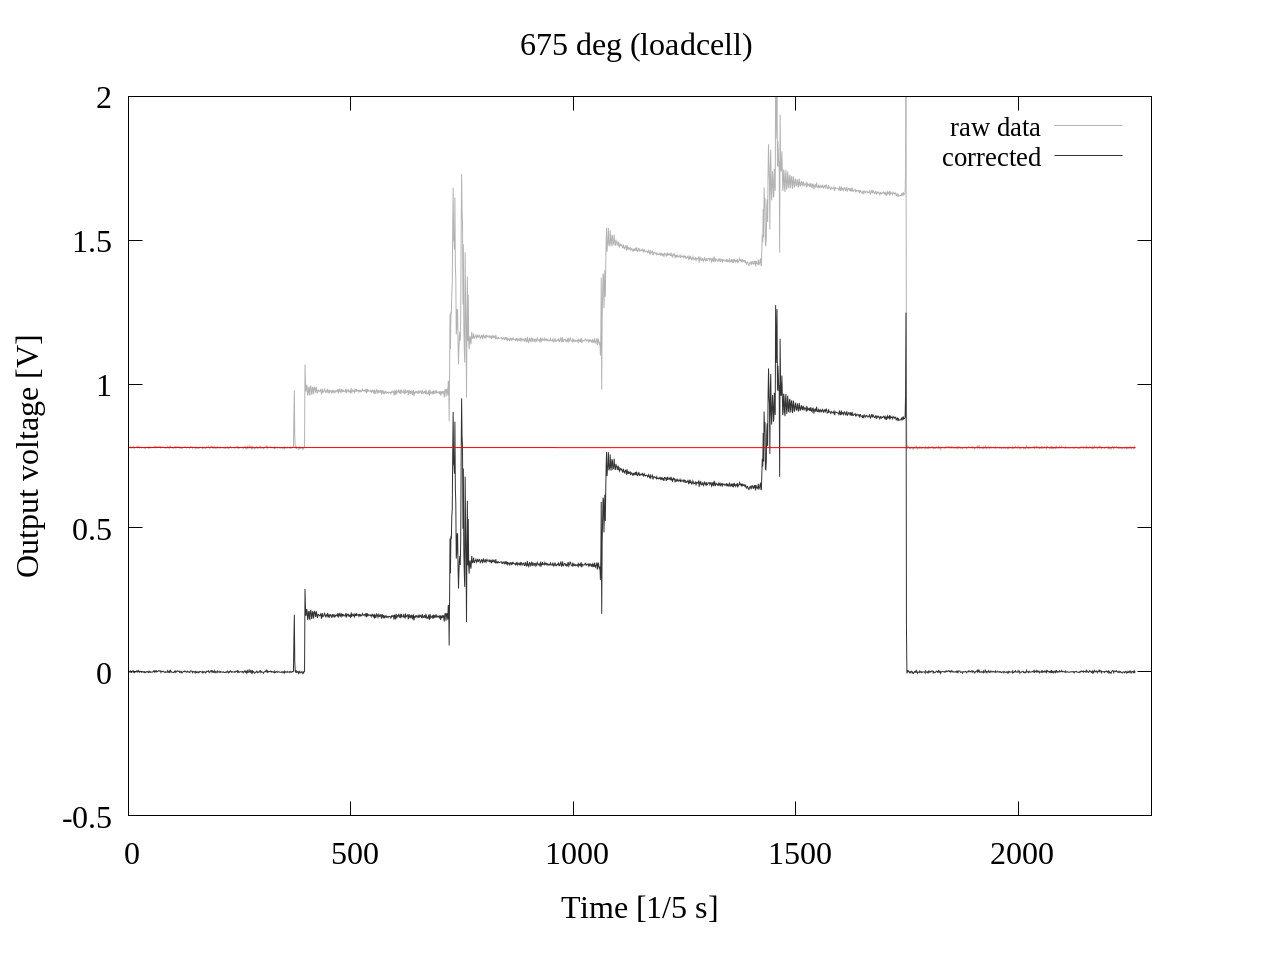 675 deg (loadcell)
raw data
corrected
Output voltage [V]
2
1.5
1
0.5
0
-0.5
0 500 1000 1500 2000
Time [1/5 s]